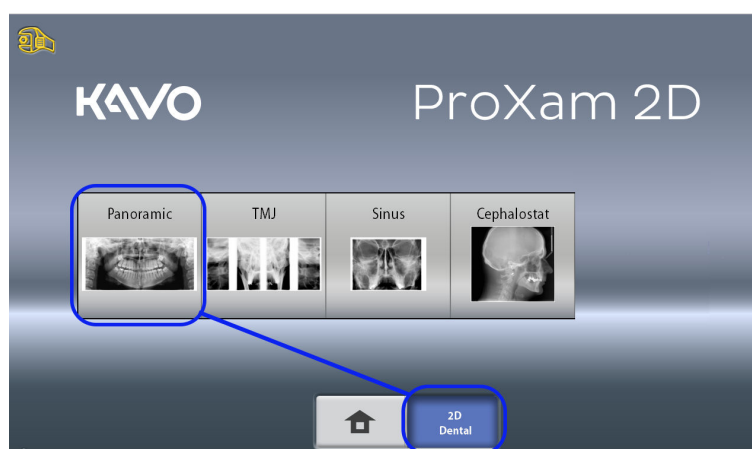 KAVO
ProXam 2D
Panoramic
TMJ
Sinus
Cephalostat
2D
Dental